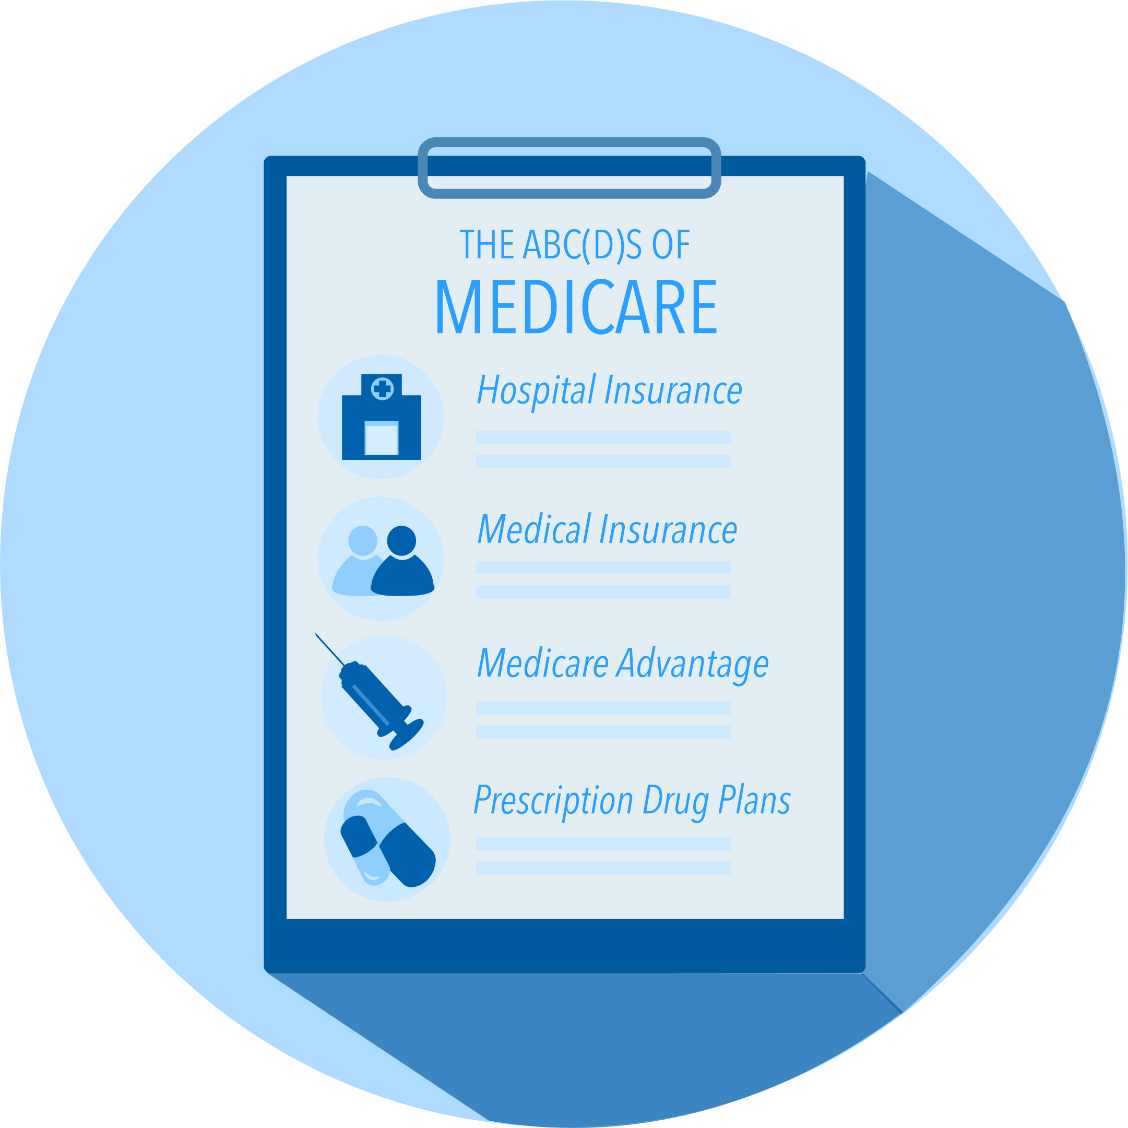 THE ABC(D)S OF
MEDICARE
Hospital Insurance
Medical Insurance
Medicare Advantage
Prescription Drug Plans